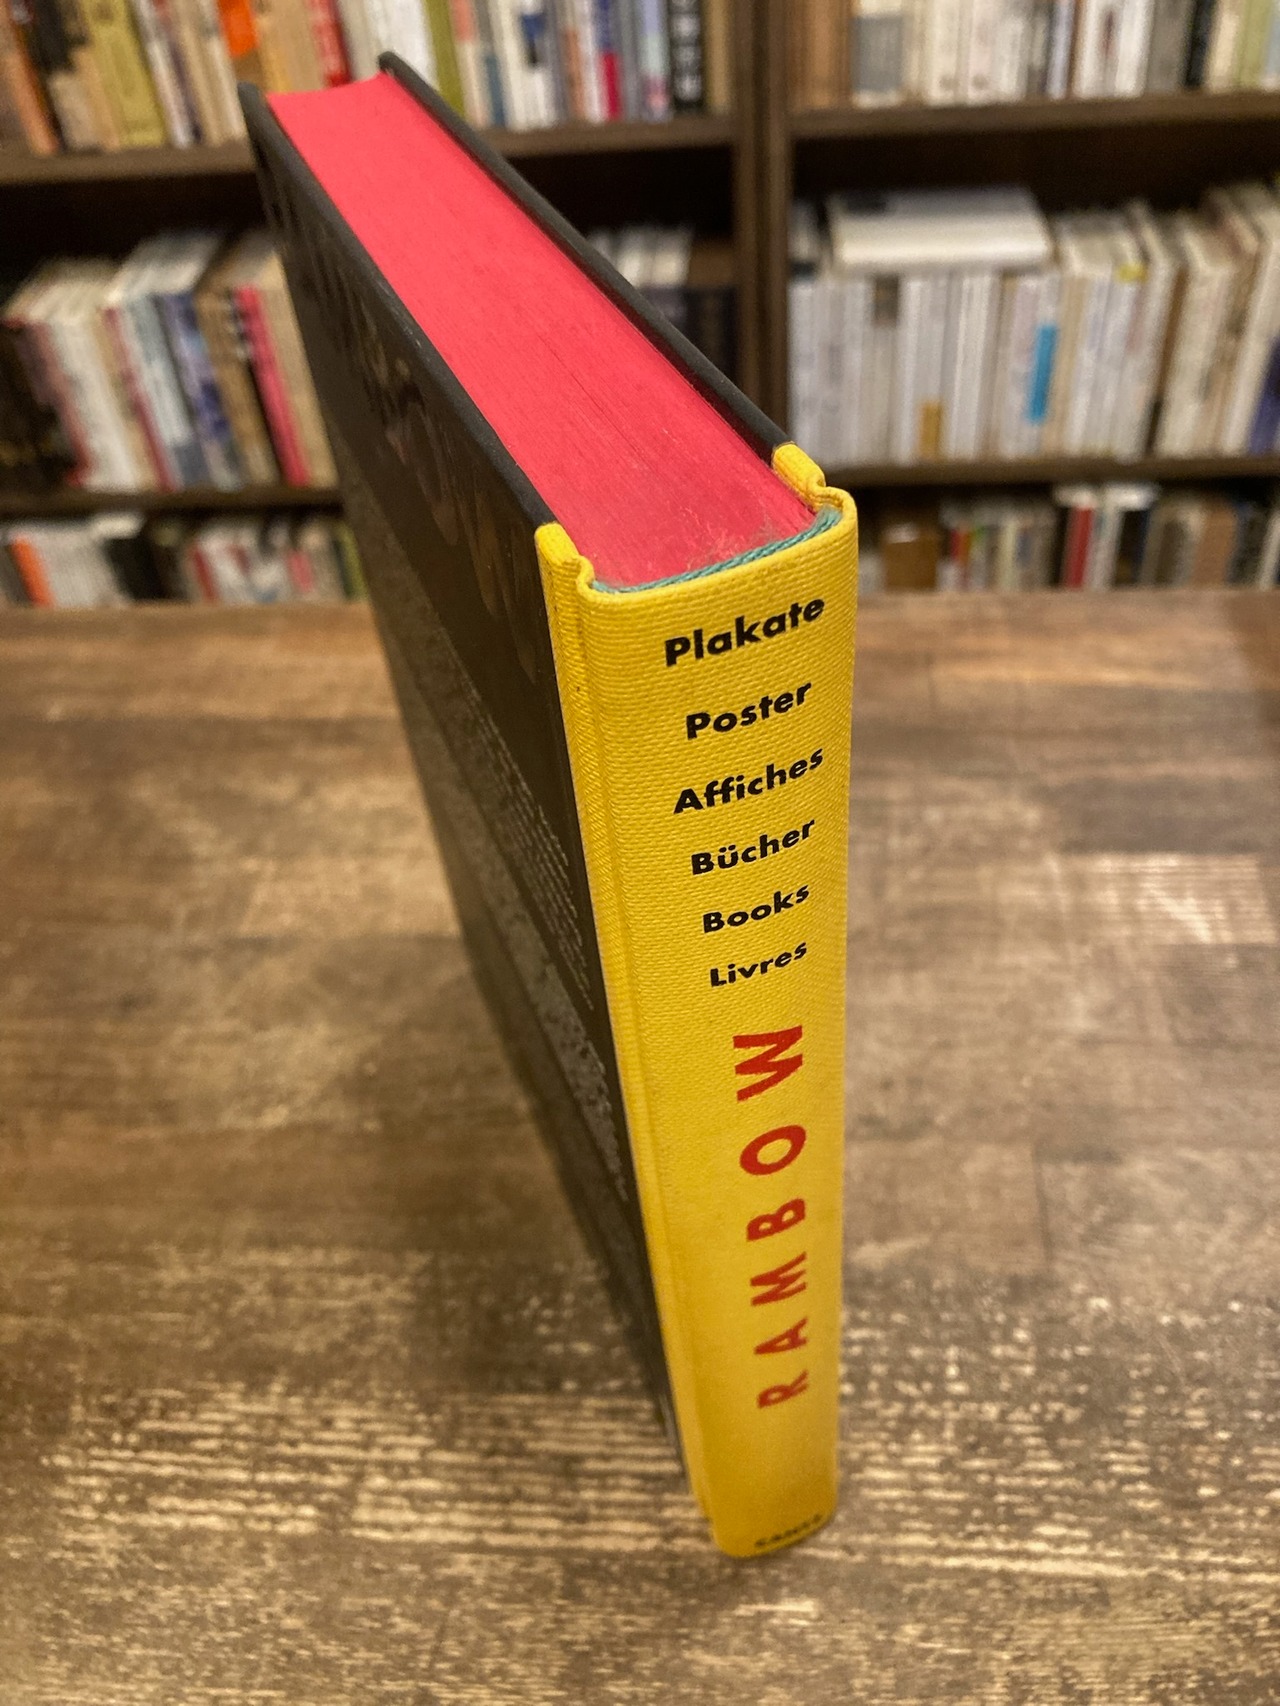 Plakate
Poster
Affiches
Bücher
Books
Livres
RAMBOW